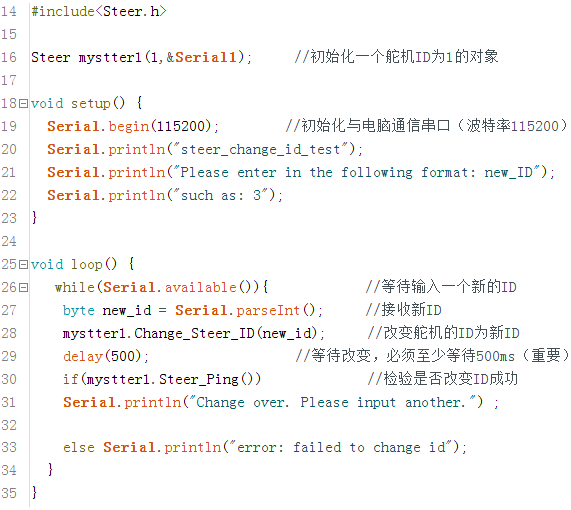 14 #include<Steer.h>
15
16 Steer mystter1(1,&Serial1);      //初始化一个舵机ID为1的对象
17
18 void setup() {
19   Serial.begin(115200);        //初始化与电脑通信串口（波特率115200）
20   Serial.println("steer_change_id_test");
21   Serial.println("Please enter in the following format: new_ID");
22   Serial.println("such as: 3");
23 }
24
25 void loop() {
26    while(Serial.available()){            //等待输入一个新的ID
27     byte new_id = Serial.parseInt();     //接收新ID
28     mystter1.Change_Steer_ID(new_id);     //改变舵机的ID为新ID
29     delay(500);                  //等待改变，必须至少等待500ms（重要）
30     if(mystter1.Steer_Ping())             //检验是否改变ID成功
31     Serial.println("Change over. Please input another.") ;
32
33     else Serial.println("error: failed to change id");
34   }
35 }